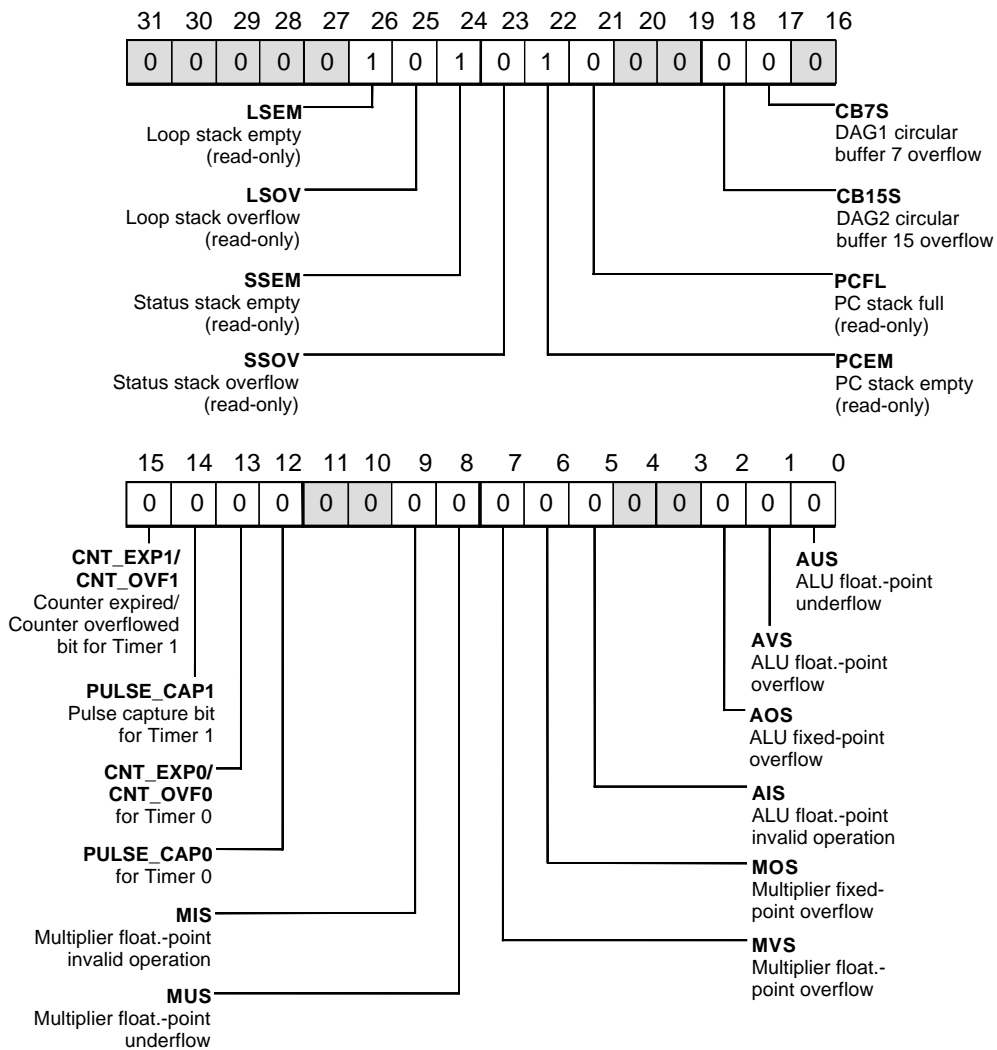 31 30 29 28 27 26 25 24 23 22 21 20 19 18 17 16
0 0 0 0 0 1 0 1 0 1 0 0 0 0 0 0
LSEM
Loop stack empty
(read-only)
LSOV
Loop stack overflow
(read-only)
SSEM
Status stack empty
(read-only)
SSOV
Status stack overflow
(read-only)
CB7S
DAG1 circular
buffer 7 overflow
CB15S
DAG2 circular
buffer 15 overflow
PCFL
PC stack full
(read-only)
PCEM
PC stack empty
(read-only)
15 14 13 12 11 10 9 8 7 6 5 4 3 2 1 0
0 0 0 0 0 0 0 0 0 0 0 0 0 0 0 0
CNT_EXP1/
CNT_OVF1
Counter expired/
Counter overflowed
bit for Timer 1
PULSE_CAP1
Pulse capture bit
for Timer 1
CNT_EXP0/
CNT_OVF0
for Timer 0
PULSE_CAP0
for Timer 0
MIS
Multiplier float.-point
invalid operation
MUS
Multiplier float.-point
underflow
AUS
ALU float.-point
underflow
AVS
ALU float.-point
overflow
AOS
ALU fixed-point
overflow
AIS
ALU float.-point
invalid operation
MOS
Multiplier fixed-
point overflow
MVS
Multiplier float.-
point overflow